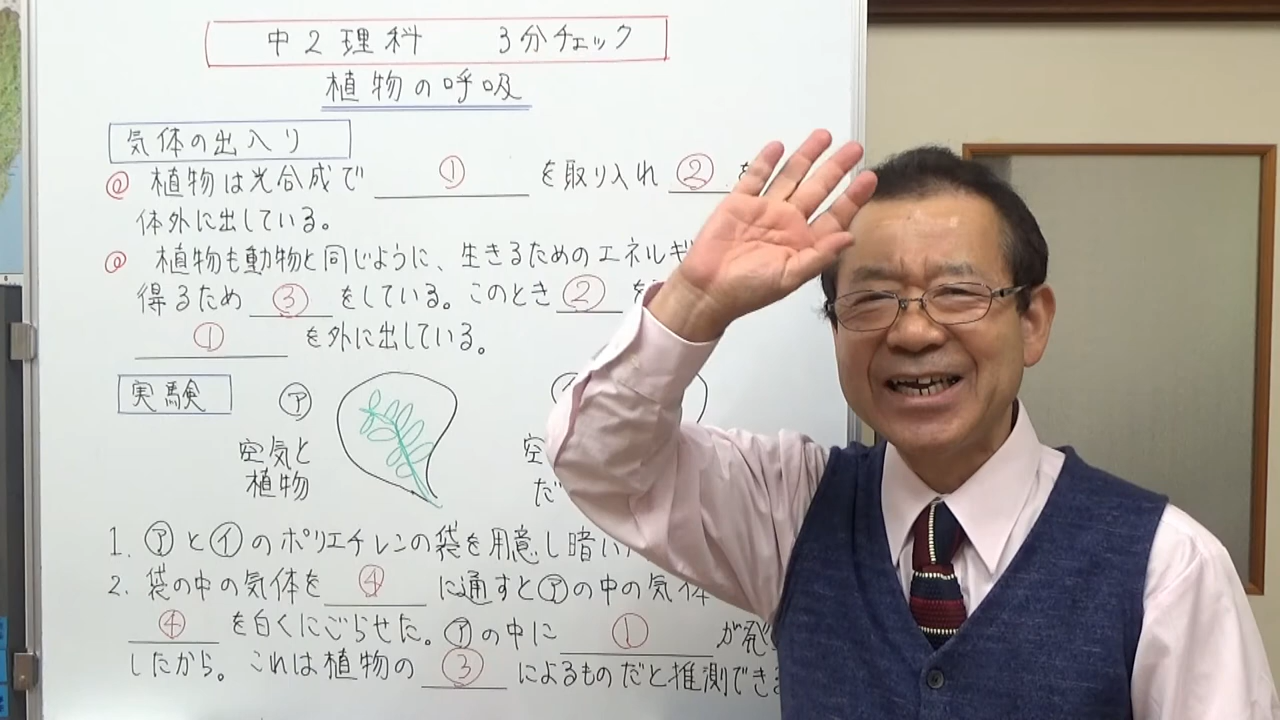 中2理科 3分チェック
植物の呼吸
気体の出入り
植物は光合成で ① を取り入れ ② を
体外に出している。
植物も動物と同じように、生きるためのエネルギ
得るため ③ をしている。このとき ②
① を外に出している。
実験 ㋐
空気と 空
植物 だ
1. ㋐と㋑のポリエチレンの袋を用意し暗い
2. 袋の中の気体を ④ に通すと㋐の中の気体
④ を白くにごらせた。㋐の中に ① が発
したから。これは植物の ③ によるものだと推測でき